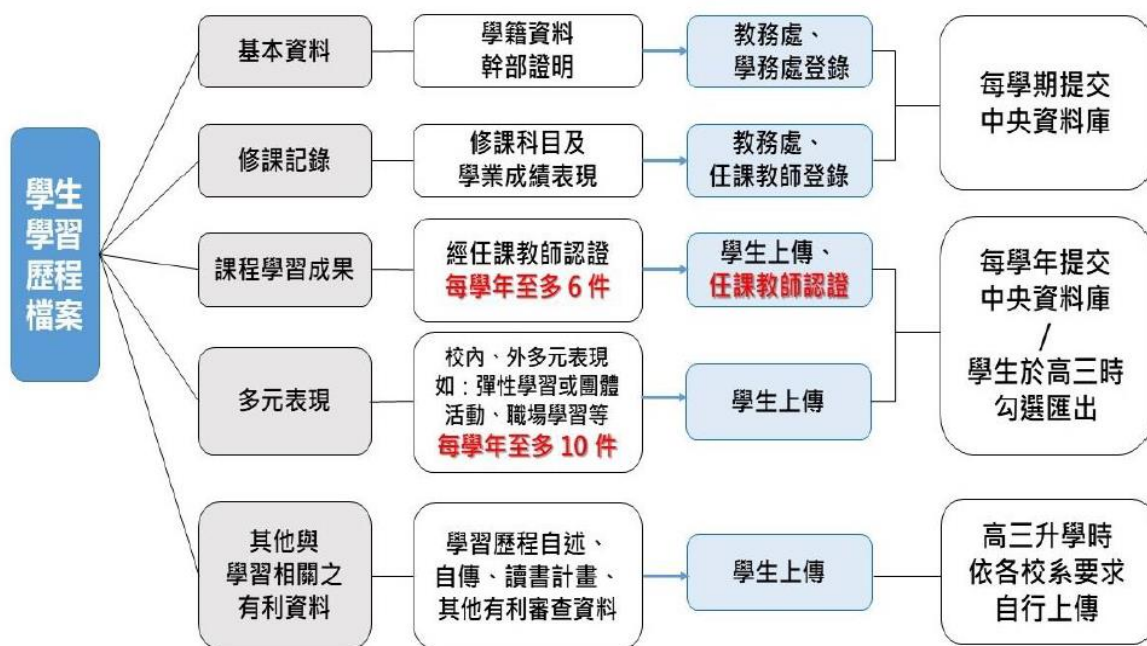 學生
學習
歷程
檔案
基本資料
學籍資料
幹部證明
教務處、
學務處登錄
每學期提交
中央資料庫
修課記錄
修課科目及
學業成績表現
教務處、
任課教師登錄
課程學習成果
經任課教師認證
每學年至多 6 件
學生上傳、
任課教師認證
每學年提交
中央資料庫
/
學生於高三時
勾選匯出
多元表現
校內、外多元表現
如：彈性學習或團體
活動、職場學習等
每學年至多 10 件
學生上傳
其他與
學習相關之
有利資料
學習歷程自述、
自傳、讀書計畫、
其他有利審查資料
學生上傳
高三升學時
依各校系要求
自行上傳